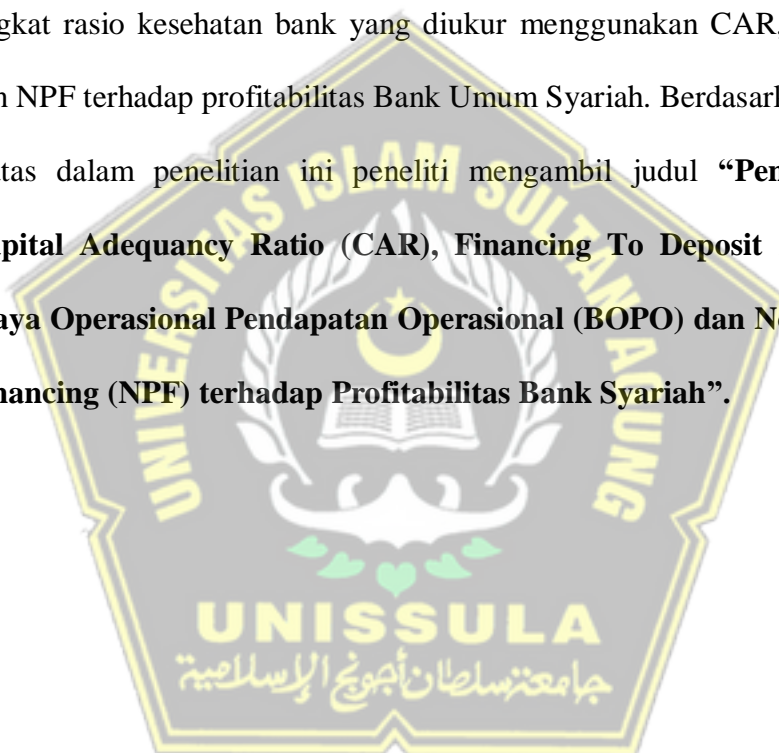 gkat rasio kesehatan bank yang diukur menggunakan CAR,
n NPF terhadap profitabilitas Bank Umum Syariah. Berdasark
tas dalam penelitian ini peneliti mengambil judul “Pen
pital Adequancy Ratio (CAR), Financing To Deposit
aya Operasional Pendapatan Operasional (BOPO) dan No
nancing (NPF) terhadap Profitabilitas Bank Syariah”.
UNIVERSITAS ISLAM SULTAN AGUNG
UNISSULA
جامعة سلطان أجونج الإسلامية